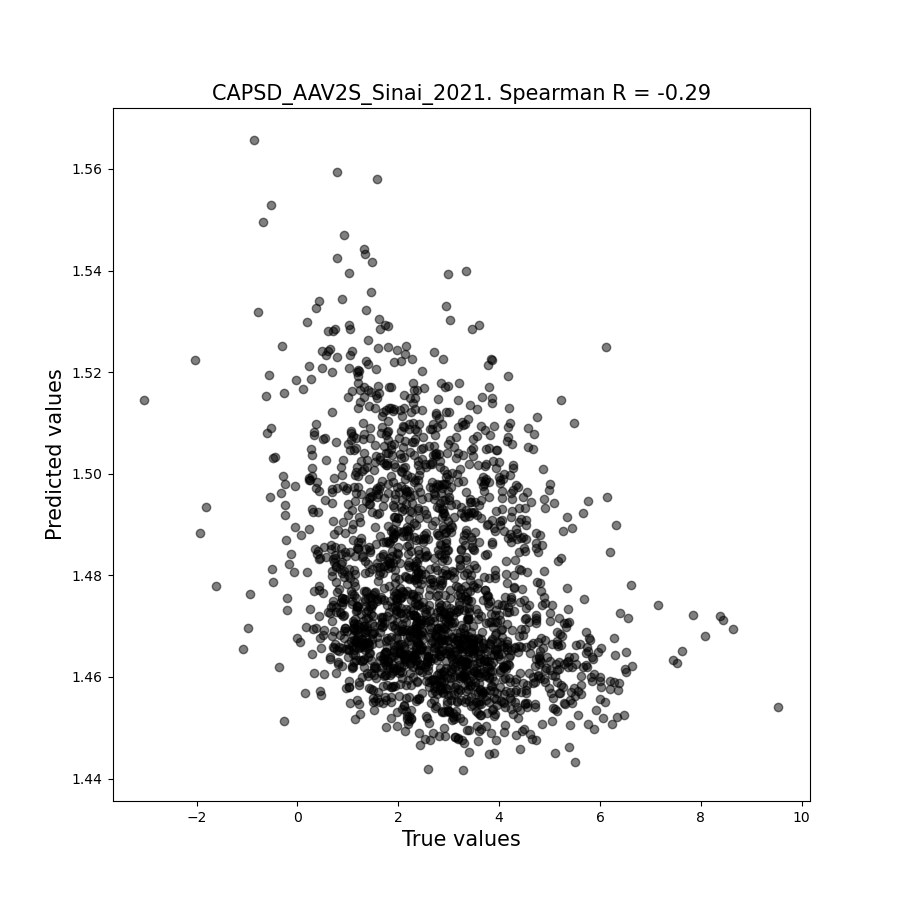 CAPSD_AAV2S_Sinai_2021. Spearman R = -0.29
Predicted values
1.56
1.54
1.52
1.50
1.48
1.46
1.44
−2 0 2 4 6 8 10
True values